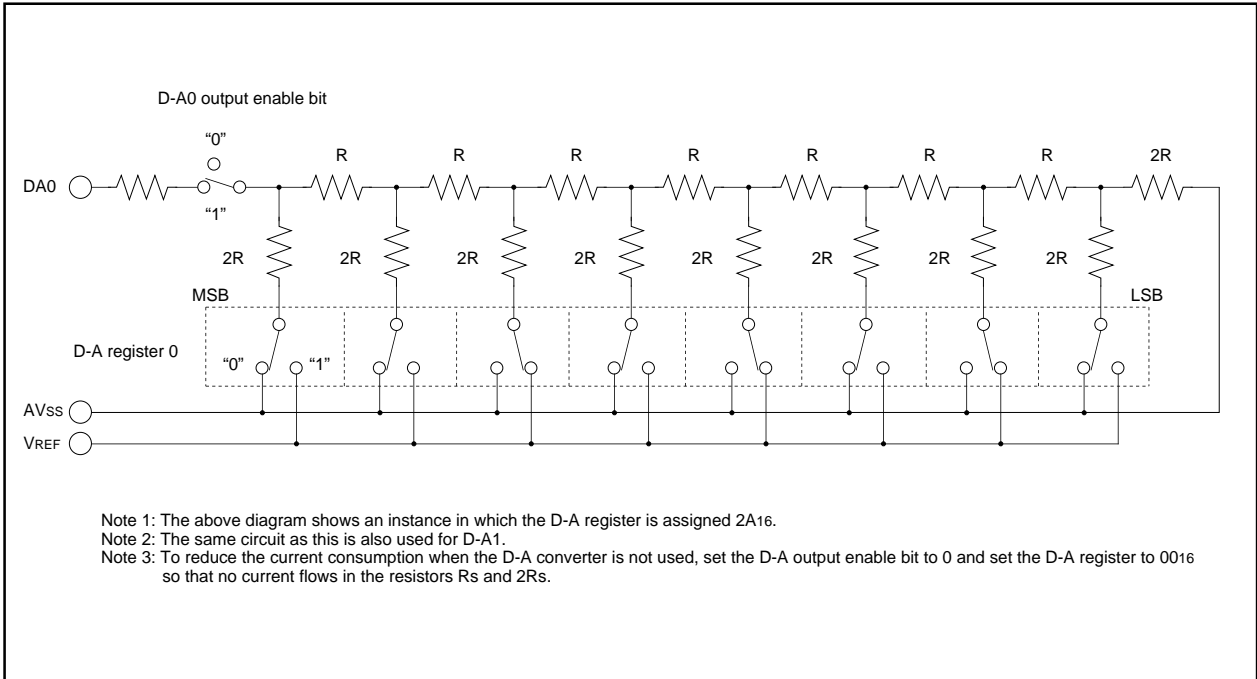 D-A0 output enable bit
“0”
R R R R R R R 2R
DA0
“1”
2R 2R 2R 2R 2R 2R 2R 2R
MSB LSB
D-A register 0 “0” “1”
AVSS
VREF
Note 1: The above diagram shows an instance in which the D-A register is assigned 2A16.
Note 2: The same circuit as this is also used for D-A1.
Note 3: To reduce the current consumption when the D-A converter is not used, set the D-A output enable bit to 0 and set the D-A register to 0016
so that no current flows in the resistors Rs and 2Rs.